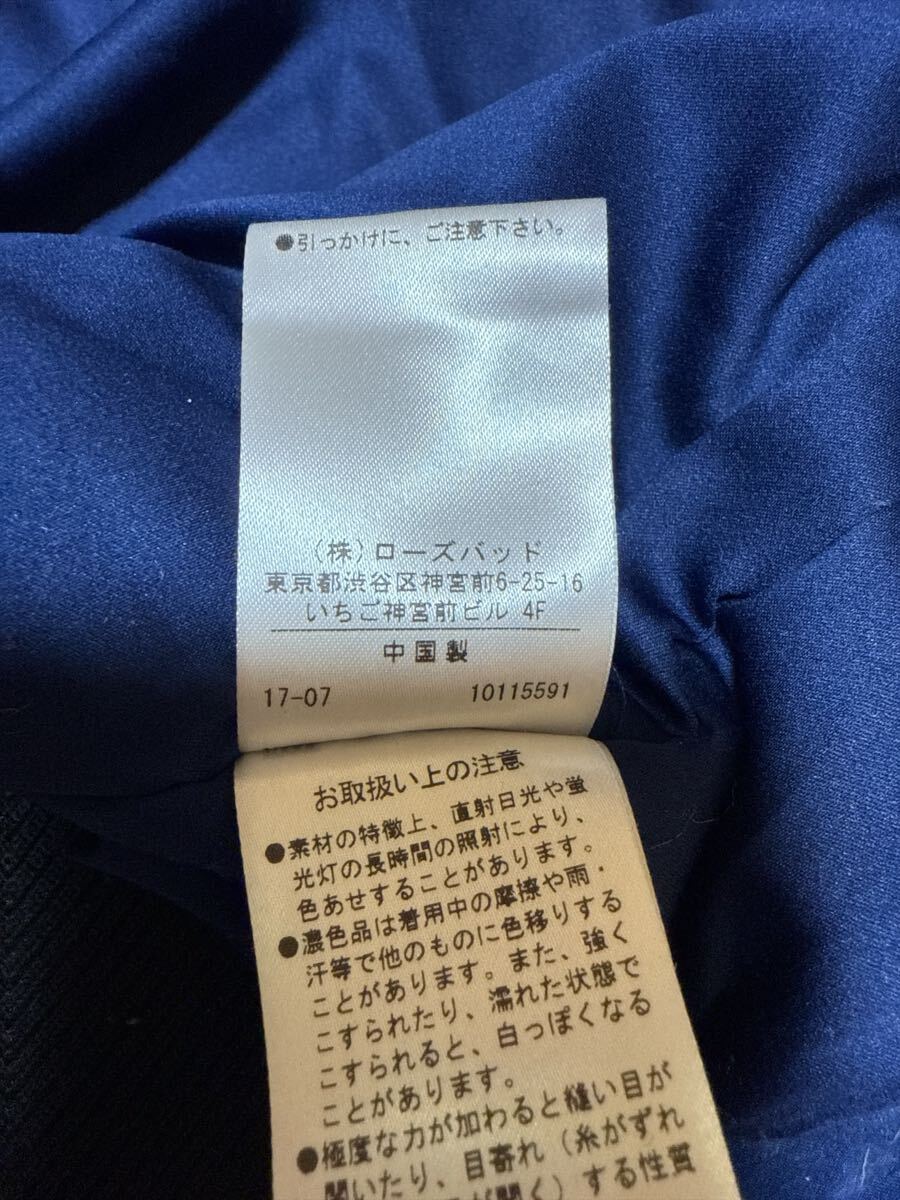 ●引っかけに、ご注意下さい。
(株)ローズバッド
東京都渋谷区神宮前6-25-16
いちご神宮前ビル 4F
中国製
17-07 10115591
お取扱い上の注意
●素材の特徴上、直射日光や蛍
光灯の長時間の照射により、
色あせすることがあります。
●濃色品は着用中の摩擦や雨・
汗等で他のものに色移りする
ことがあります。また、強く
こすられたり、濡れた状態で
こすられると、白っぽくなる
ことがあります。
●極度な力が加わると縫い目が
開いたり、目寄れ(糸がずれ
が開く)する性質